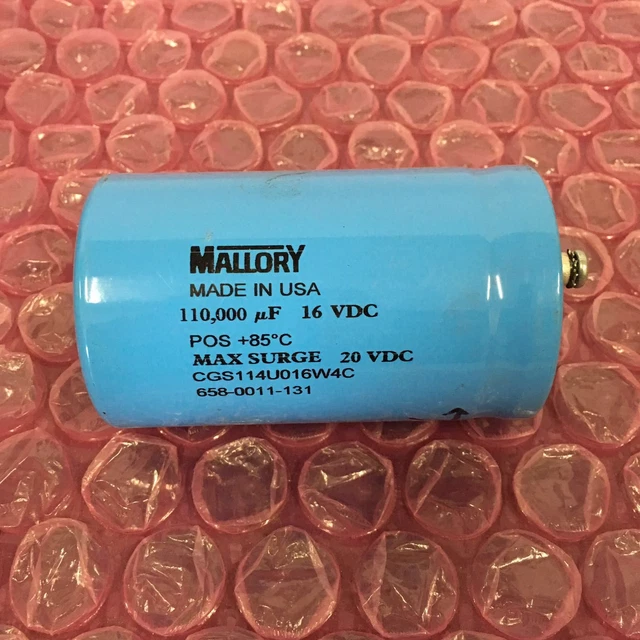 MALLORY
MADE IN USA
110,000 µF 16 VDC
POS +85°C
MAX SURGE 20 VDC
CGS114U016W4C
658-0011-131